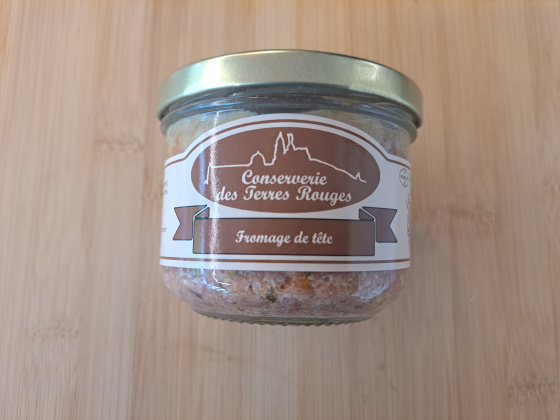 Conserverie
des Terres Rouges
Fromage de tête